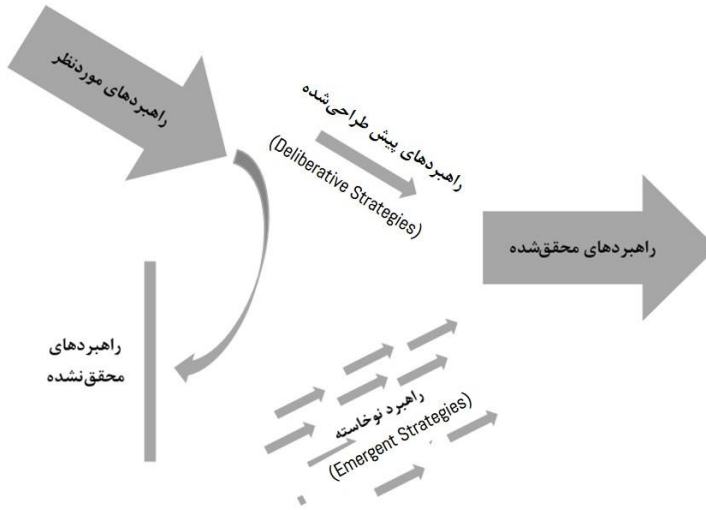 راهبردهای موردنظر
راهبردهای پیش طراحی‌شده
(Deliberative Strategies)
راهبردهای محقق‌شده
راهبردهای
محقق‌نشده
راهبرد نوخاسته
(Emergent Strategies)